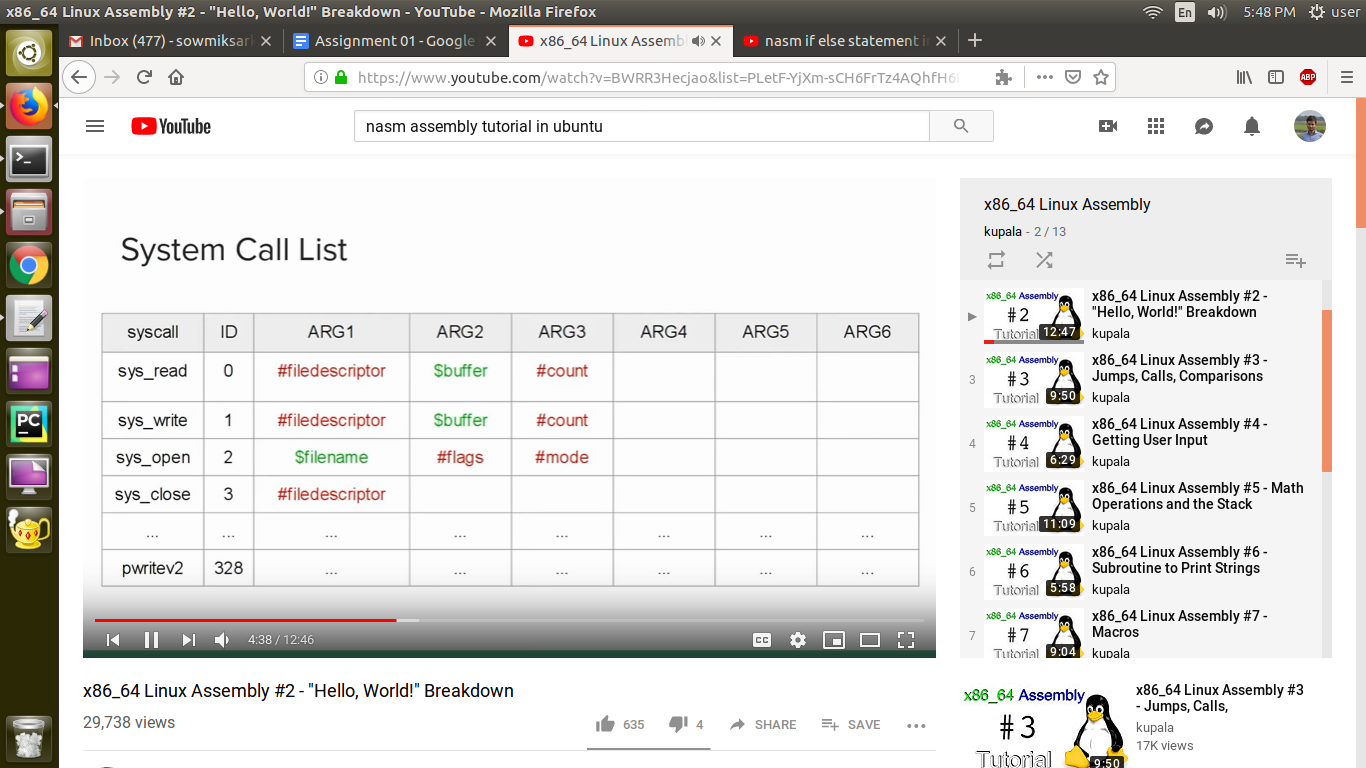 x86_64 Linux Assembly #2 - "Hello, World!" Breakdown - YouTube - Mozilla Firefox
En
5:48 PM
user
Inbox (477) - sowmiksar
Assignment 01 - Google
x86_64 Linux Assembl
nasm if else statement i
https://www.youtube.com/watch?v=BWRR3Hecjao&list=PLetF-YjXm-sCH6FrTz4AQhfH6
ABP
YouTube
nasm assembly tutorial in ubuntu
System Call List
syscall ID ARG1 ARG2 ARG3 ARG4 ARG5 ARG6
sys_read 0 #filedescriptor $buffer #count
sys_write 1 #filedescriptor $buffer #count
sys_open 2 $filename #flags #mode
sys_close 3 #filedescriptor
... ... ... ... ... ... ... ...
pwritev2 328 ... ... ... ... ... ...
4:38 / 12:46
CC
x86_64 Linux Assembly #2 - "Hello, World!" Breakdown
29,738 views
635
4
SHARE
SAVE
x86_64 Linux Assembly
kupala - 2 / 13
x86_64 Assembly
#2
Tutorial
12:47
x86_64 Linux Assembly #2 -
"Hello, World!" Breakdown
kupala
3
x86_64 Assembly
#3
Tutorial
9:50
x86_64 Linux Assembly #3 -
Jumps, Calls, Comparisons
kupala
4
x86_64 Assembly
#4
Tutorial
6:29
x86_64 Linux Assembly #4 -
Getting User Input
kupala
5
x86_64 Assembly
#5
Tutorial
11:09
x86_64 Linux Assembly #5 - Math
Operations and the Stack
kupala
6
x86_64 Assembly
#6
Tutorial
5:58
x86_64 Linux Assembly #6 -
Subroutine to Print Strings
kupala
7
x86_64 Assembly
#7
Tutorial
9:04
x86_64 Linux Assembly #7 -
Macros
kupala
x86_64 Assembly
#3
Tutorial
9:50
x86_64 Linux Assembly #3
- Jumps, Calls,
kupala
17K views
PC